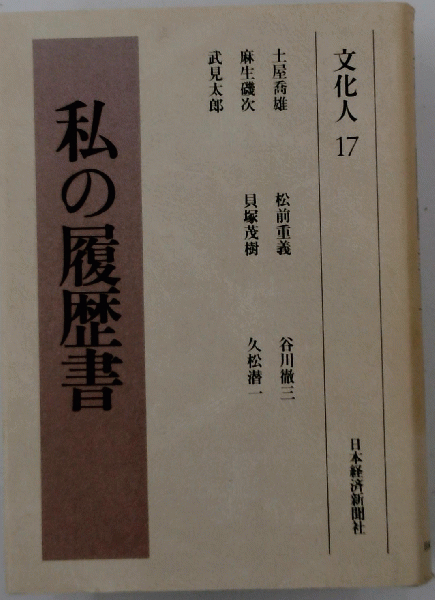 文化人 17
土屋喬雄 松前重義 谷川徹三
麻生磯次 貝塚茂樹 久松潜一
武見太郎
私の履歴書
日本経済新聞社